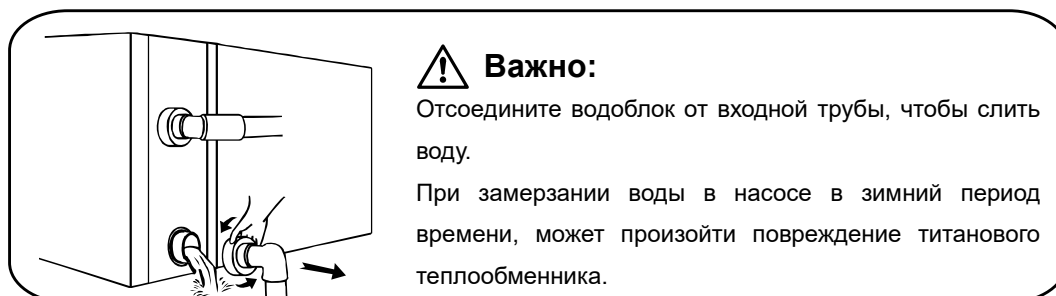 Важно:
Отсоедините водоблок от входной трубы, чтобы слить
воду.
При замерзании воды в насосе в зимний период
времени, может произойти повреждение титанового
теплообменника.